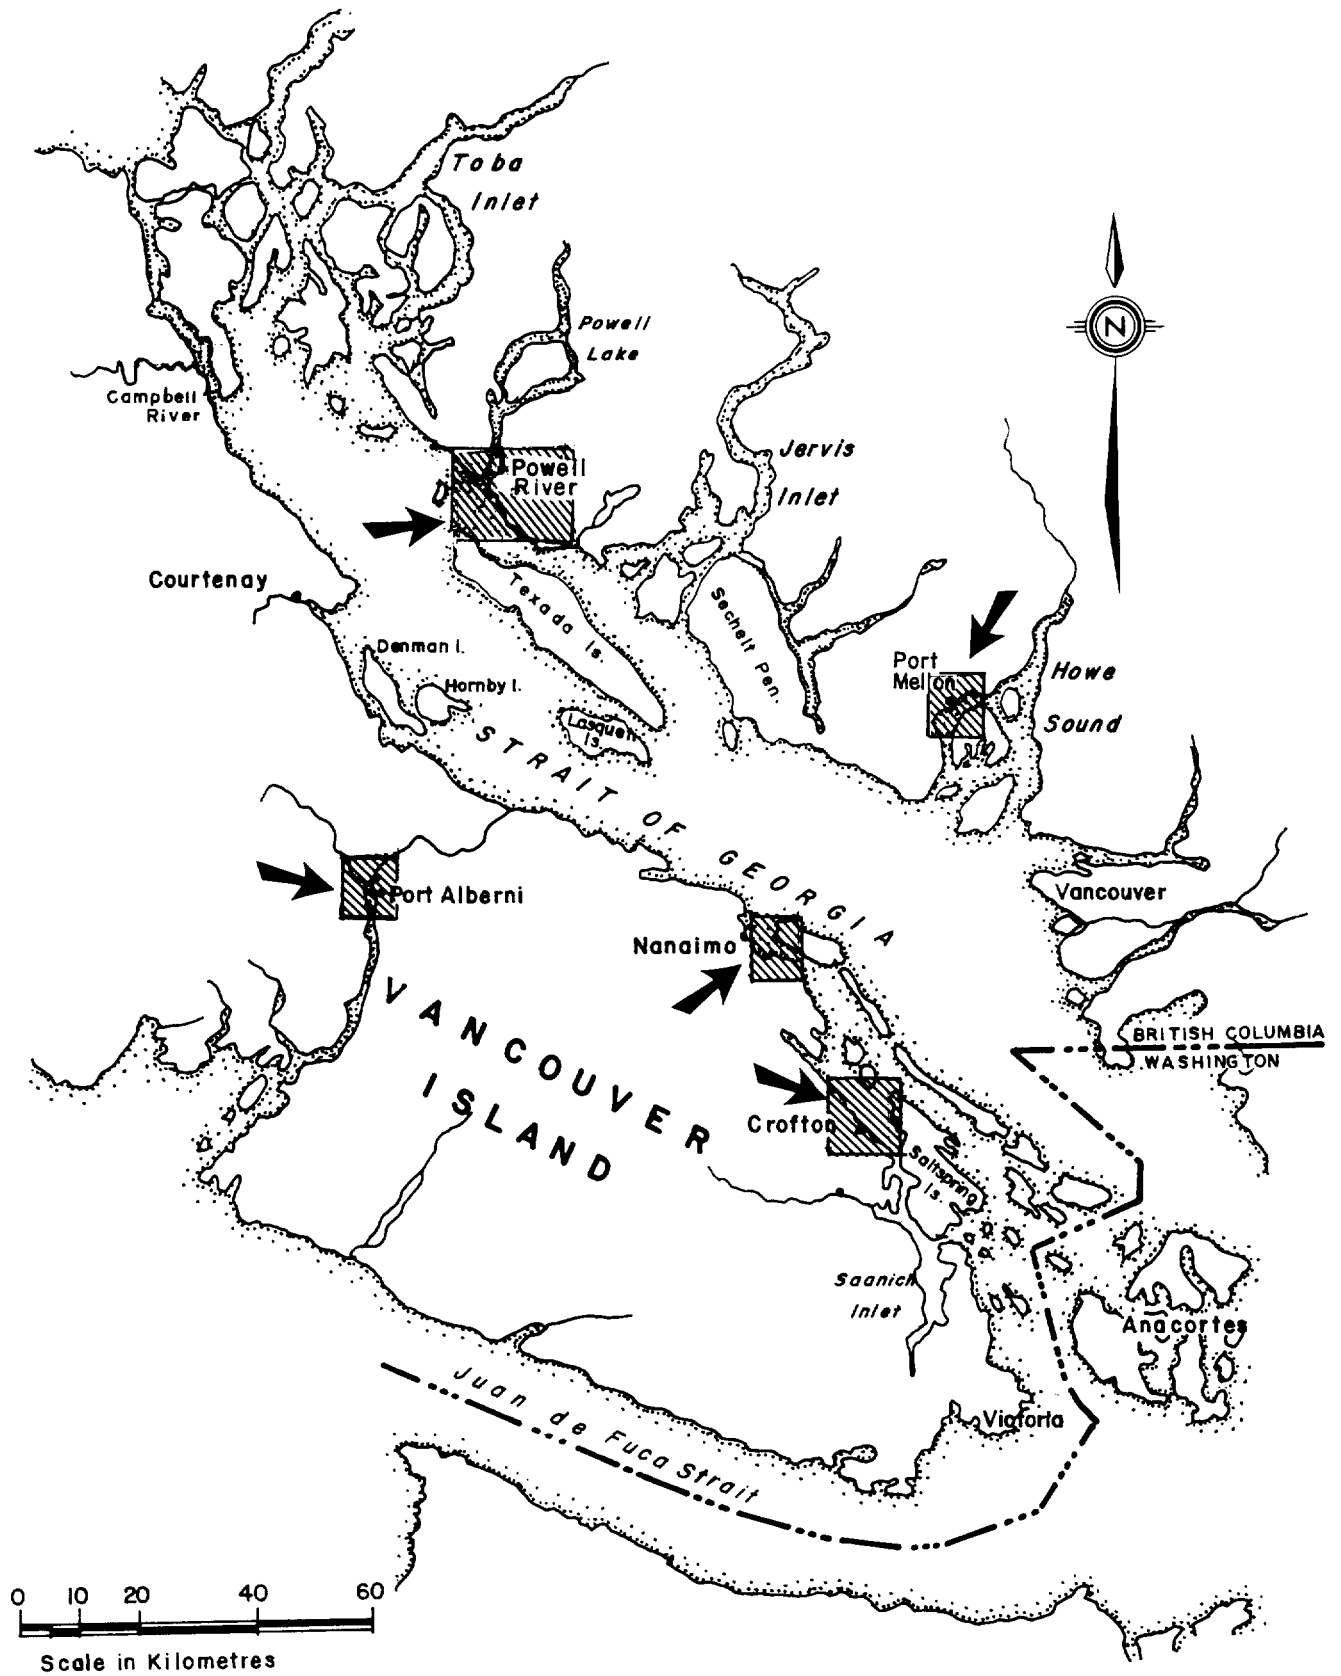 Toba
Inlet
Powell
Lake
Campbell
River
Jervis
Inlet
Powell
River
N
Courtenay
Texada
Is.
Sechelt Pen.
Denman I.
Hornby I.
Lasqueti
Is.
Port
Mellon
Howe
Sound
STRAIT OF GEORGIA
Port Alberni
Vancouver
Nanaimo
VANCOUVER
ISLAND
BRITISH COLUMBIA
WASHINGTON
Crofton
Saltspring
Is.
Saanich
Inlet
Anacortes
Victoria
Juan de Fuca Strait
0 10 20 40 60
Scale in Kilometres